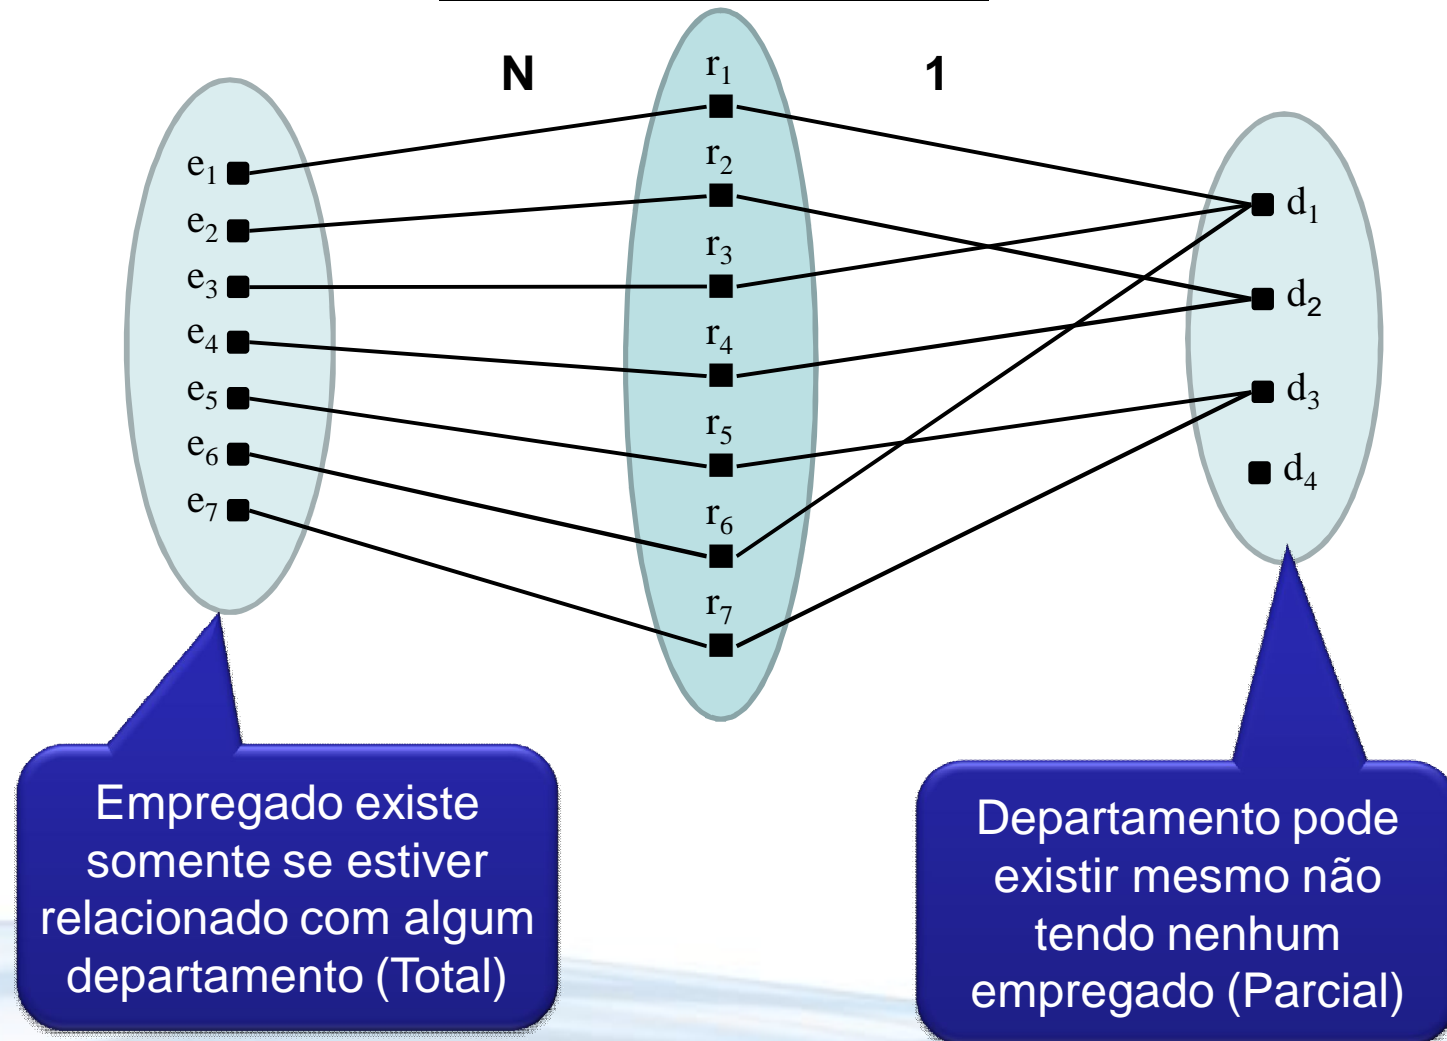 N
1
r₁
r₂
r₃
r₄
r₅
r₆
r₇
e₁
e₂
e₃
e₄
e₅
e₆
e₇
d₁
d₂
d₃
d₄
Empregado existe
somente se estiver
relacionado com algum
departamento (Total)
Departamento pode
existir mesmo não
tendo nenhum
empregado (Parcial)